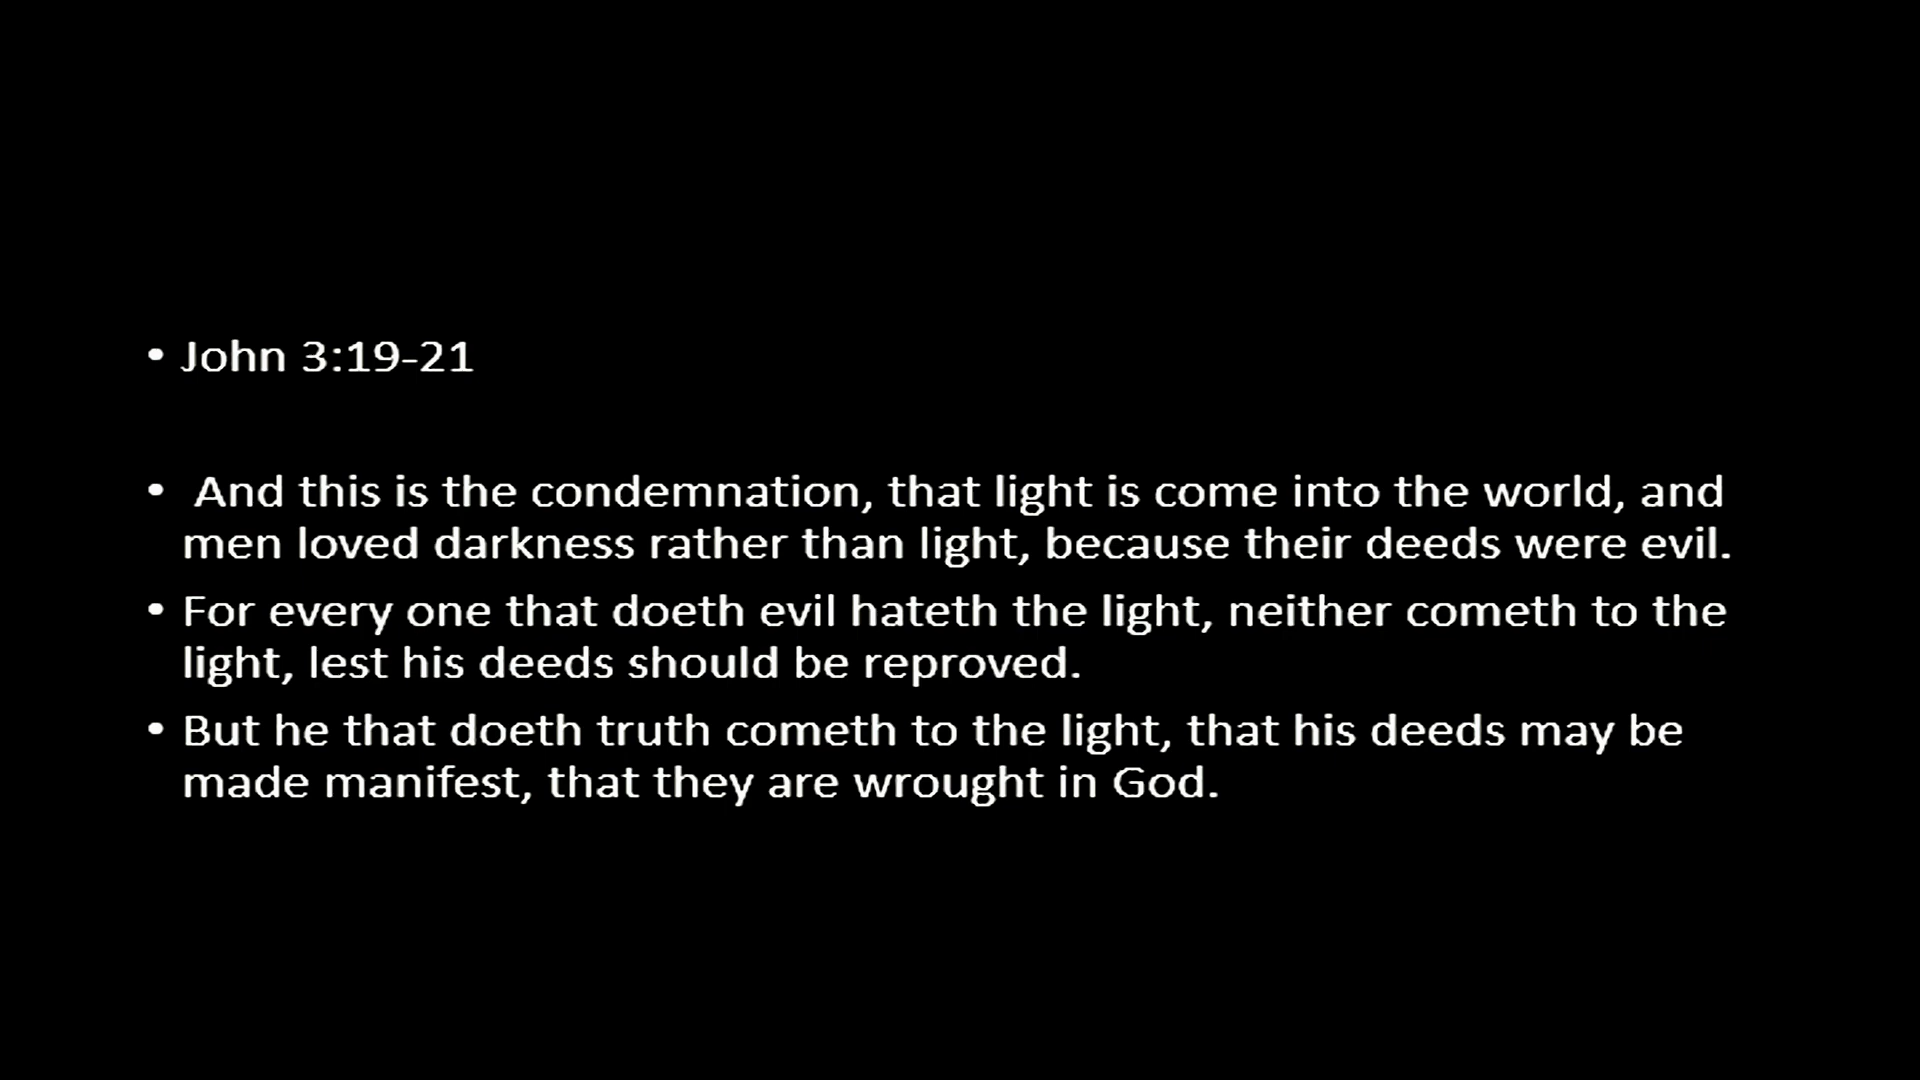 • John 3:19-21
• And this is the condemnation, that light is come into the world, and
men loved darkness rather than light, because their deeds were evil.
• For every one that doeth evil hateth the light, neither cometh to the
light, lest his deeds should be reproved.
• But he that doeth truth cometh to the light, that his deeds may be
made manifest, that they are wrought in God.